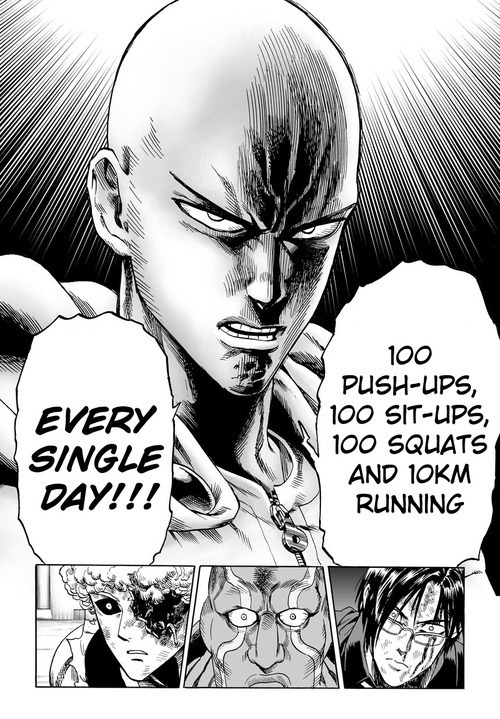 100
PUSH-UPS,
100 SIT-UPS,
100 SQUATS
AND 10KM
RUNNING
EVERY
SINGLE
DAY!!!